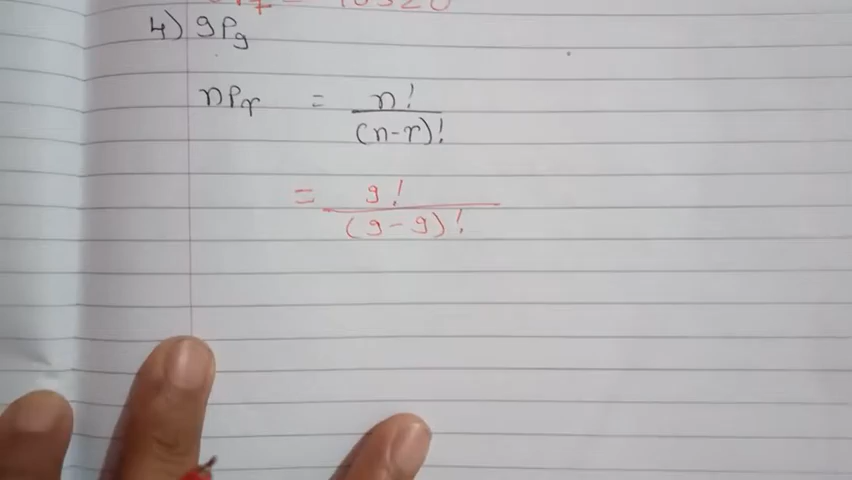 4) 9P9
nPr = n!
(n-r)!
= 9!
(9-9)!